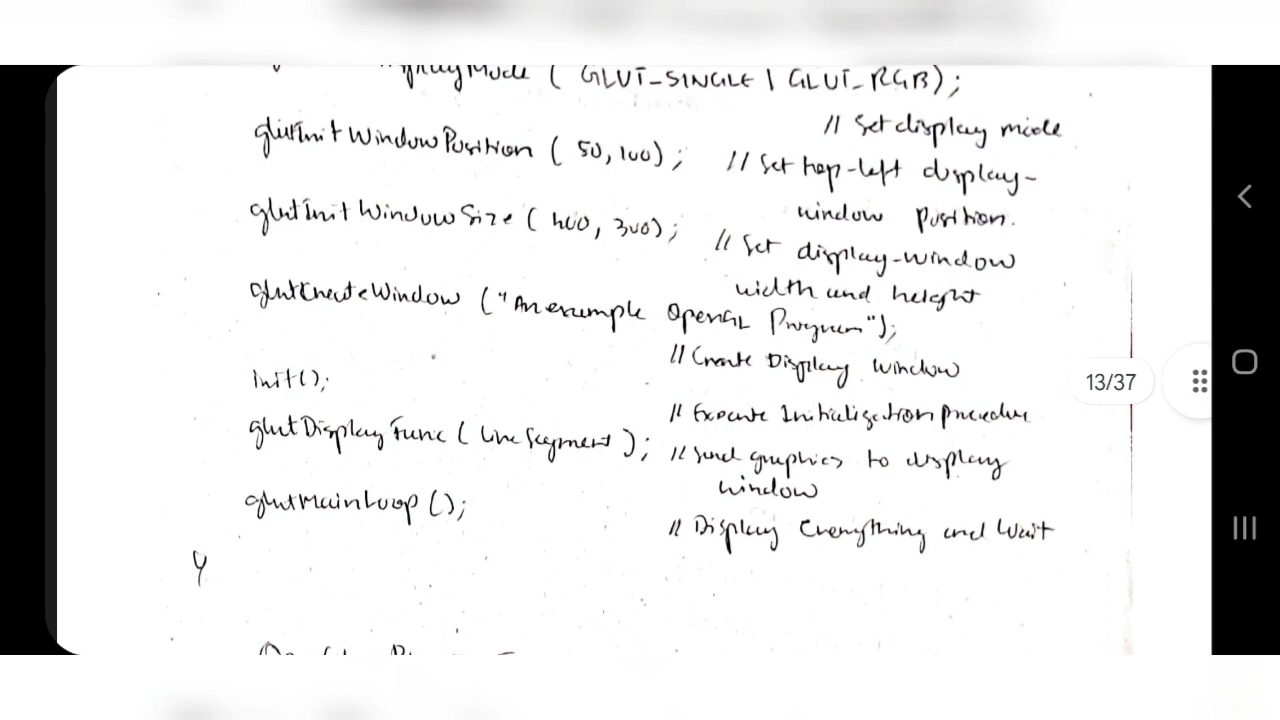 DisplayMode ( GLUT_SINGLE | GLUT_RGB);
// Set display mode
glutInitWindowPosition ( 50, 100); // Set top-left display-
window position.
glutInitWindowSize ( 400, 300); // Set display-window
width and height
glutCreateWindow ("An example OpenGL Program");
// Create Display Window
init();
// Execute Initialization procedure
glutDisplayFunc ( lineSegment ); // Send graphics to display
window
glutMainLoop ();
// Display Everything and Wait
}
13/37